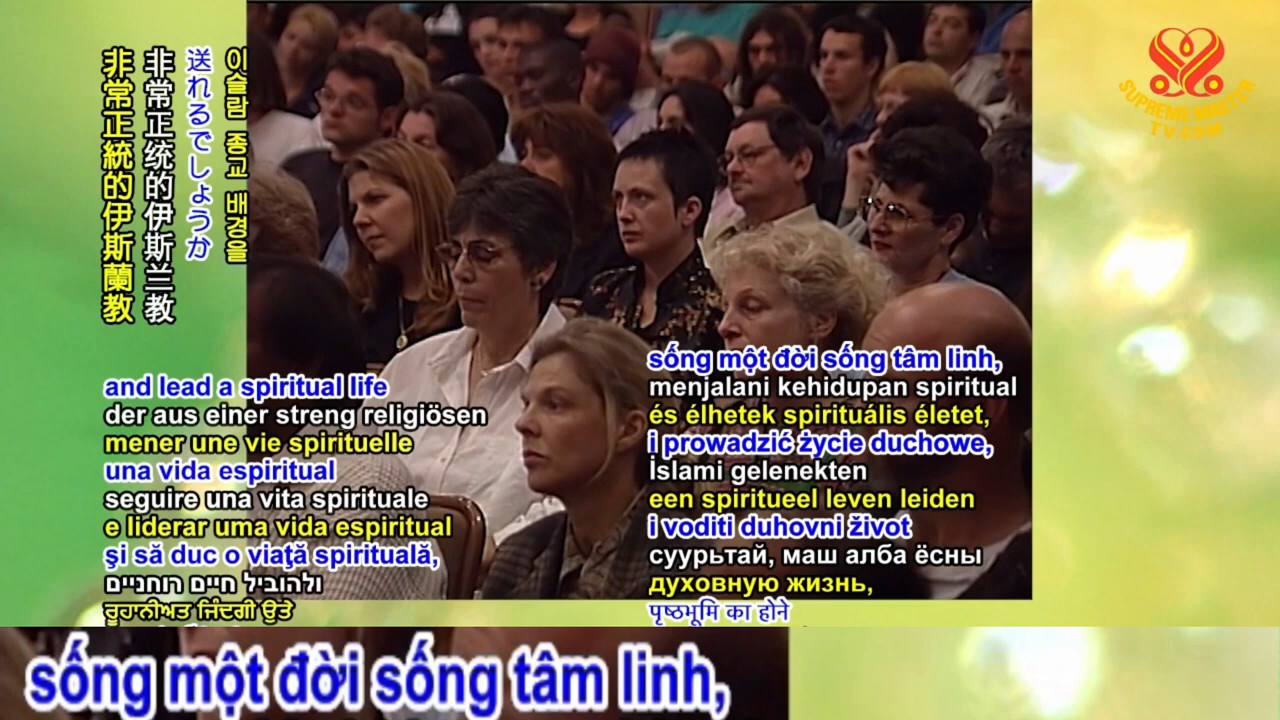 非常正統的伊斯蘭教
非常正统的伊斯兰教
送れるでしょうか
이슬람 종교 배경을
SUPREME MASTER
TV.COM
and lead a spiritual life
der aus einer streng religiösen
mener une vie spirituelle
una vida espiritual
seguire una vita spirituale
e liderar uma vida espiritual
şi să duc o viaţă spirituală,
ולהוביל חיים רוחניים
ਰੂਹਾਨੀਅਤ ਜਿੰਦਗੀ ਉਤੇ
sống một đời sống tâm linh,
menjalani kehidupan spiritual
és élhetek spirituális életet,
i prowadzić życie duchowe,
İslami gelenekten
een spiritueel leven leiden
i voditi duhovni život
суурьтай, маш алба ёсны
духовную жизнь,
पृष्ठभूमि का होने
sống một đời sống tâm linh,